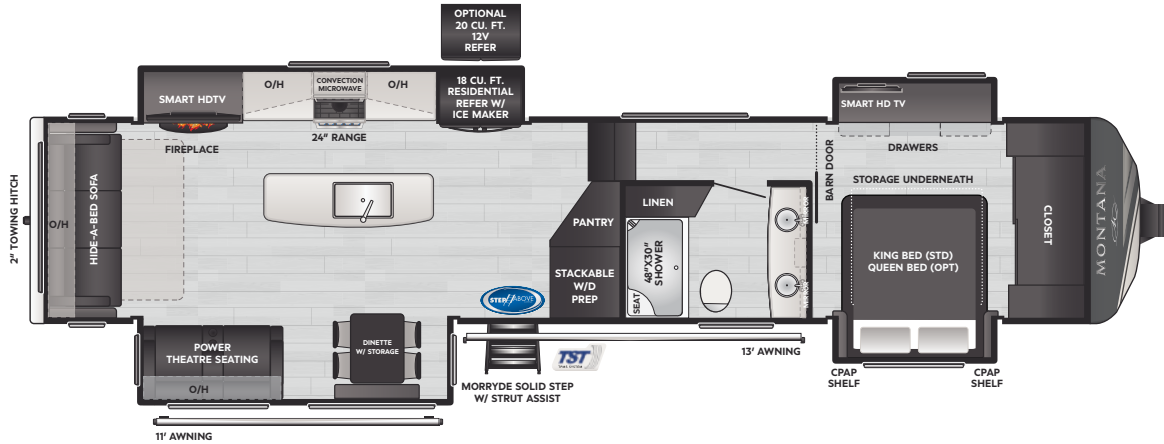 OPTIONAL
20 CU. FT.
12V
REFER
SMART HDTV
O/H
CONVECTION
MICROWAVE
O/H
18 CU. FT.
RESIDENTIAL
REFER W/
ICE MAKER
FIREPLACE
24" RANGE
2" TOWING HITCH
O/H
HIDE-A-BED SOFA
PANTRY
STACKABLE
W/D
PREP
LINEN
48"X30"
SHOWER
SEAT
BARN DOOR
SMART HD TV
DRAWERS
STORAGE UNDERNEATH
KING BED (STD)
QUEEN BED (OPT)
CLOSET
MONTANA
STEP ABOVE
POWER
THEATRE SEATING
O/H
DINETTE
W/ STORAGE
MORRYDE SOLID STEP
W/ STRUT ASSIST
TST
13' AWNING
CPAP
SHELF
CPAP
SHELF
11' AWNING